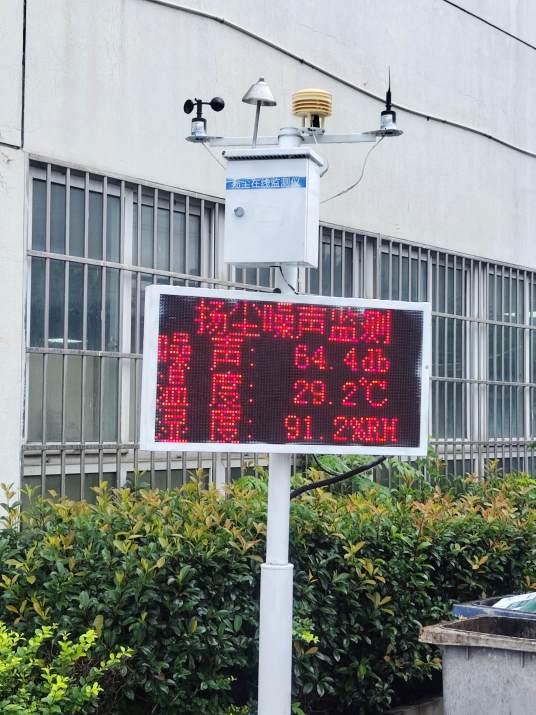 扬尘在线监测仪
扬尘噪声监测
噪 声: 64.4db
温 度: 29.2℃
湿 度: 91.2%RH